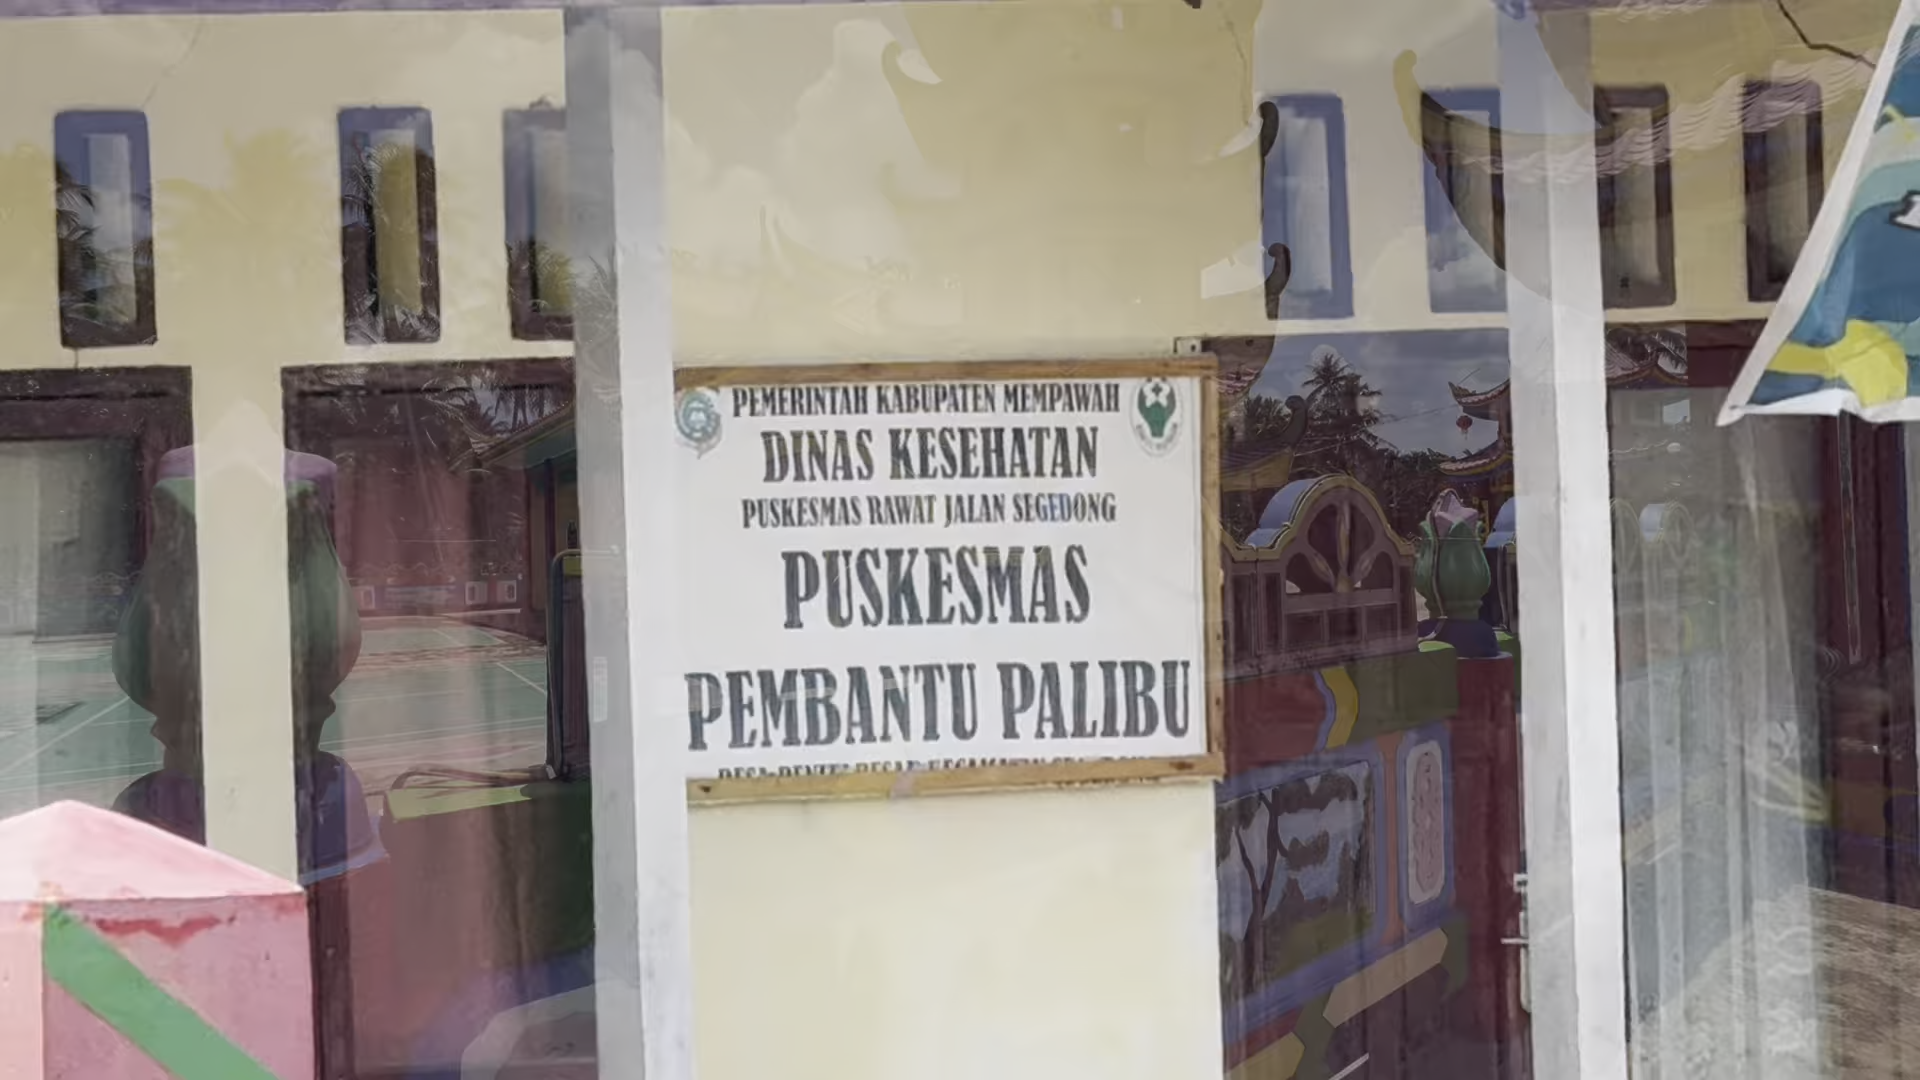 PEMERINTAH KABUPATEN MEMPAWAH
DINAS KESEHATAN
PUSKESMAS RAWAT JALAN SEGEDONG
PUSKESMAS
PEMBANTU PALIBU